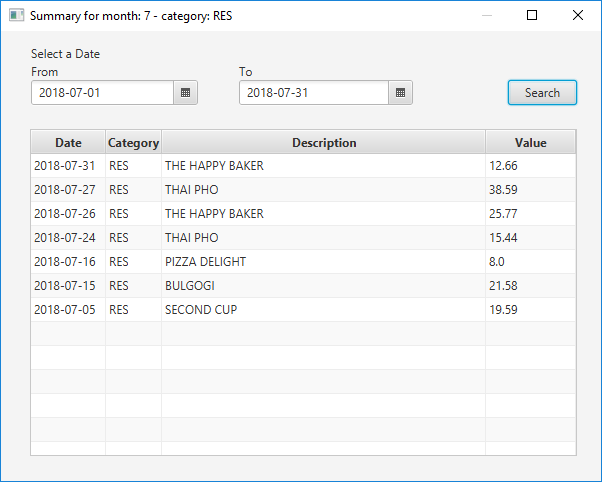 Summary for month: 7 - category: RES
Select a Date
From To
2018-07-01 2018-07-31 Search
Date Category Description Value
2018-07-31 RES THE HAPPY BAKER 12.66
2018-07-27 RES THAI PHO 38.59
2018-07-26 RES THE HAPPY BAKER 25.77
2018-07-24 RES THAI PHO 15.44
2018-07-16 RES PIZZA DELIGHT 8.0
2018-07-15 RES BULGOGI 21.58
2018-07-05 RES SECOND CUP 19.59